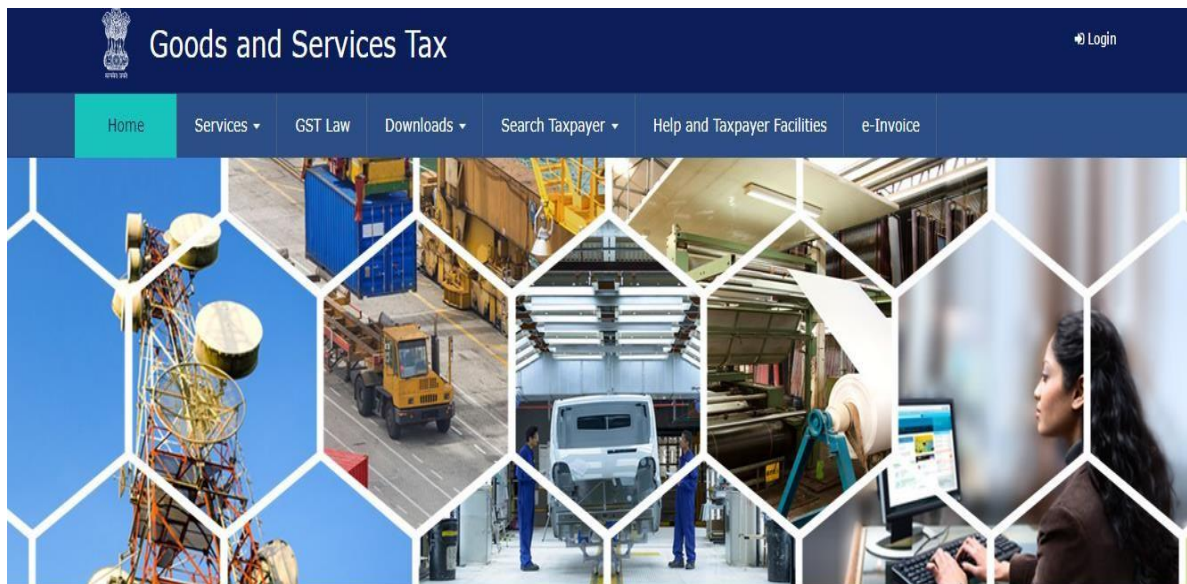 Goods and Services Tax
Login
Home
Services
GST Law
Downloads
Search Taxpayer
Help and Taxpayer Facilities
e-Invoice